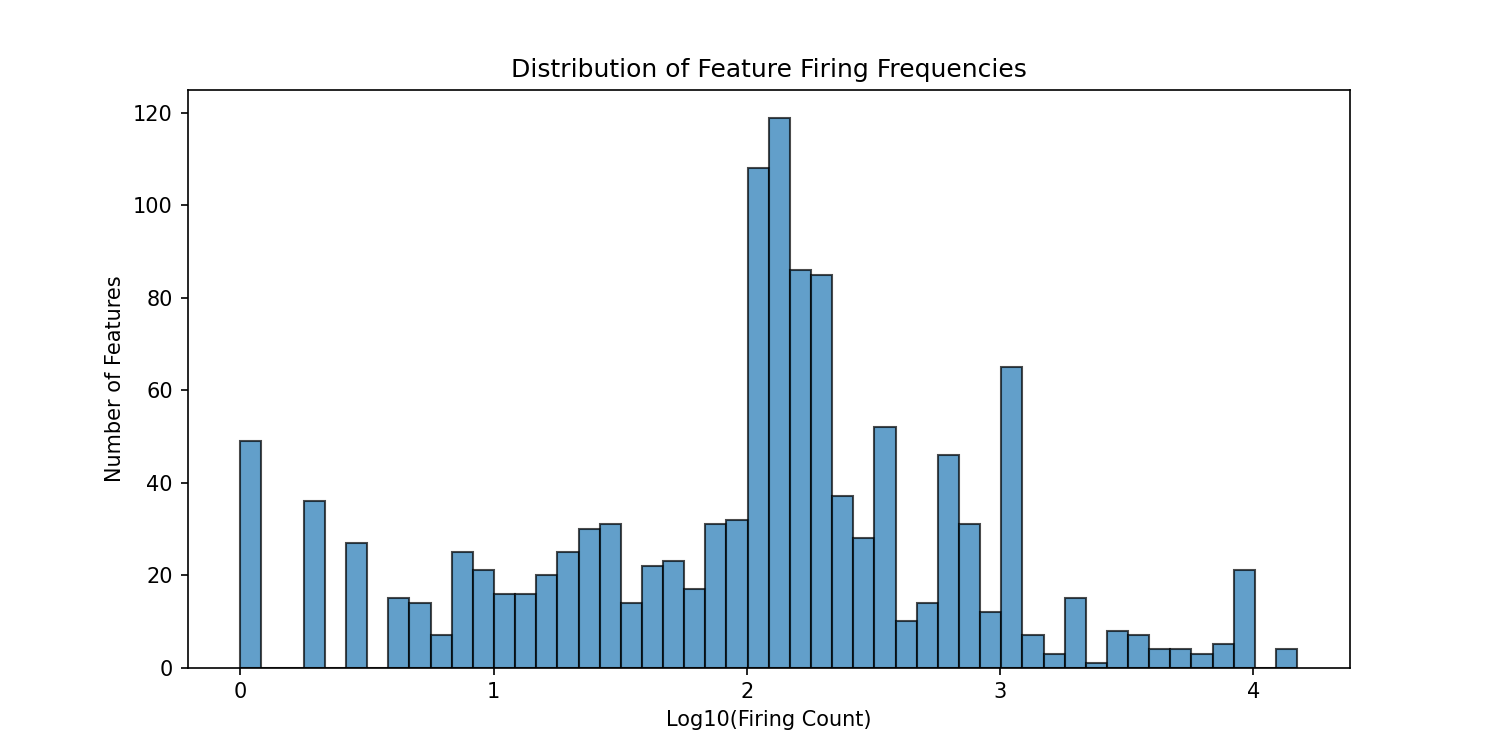 Distribution of Feature Firing Frequencies
120
100
80
60
40
20
0
Number of Features
0 1 2 3 4
Log10(Firing Count)